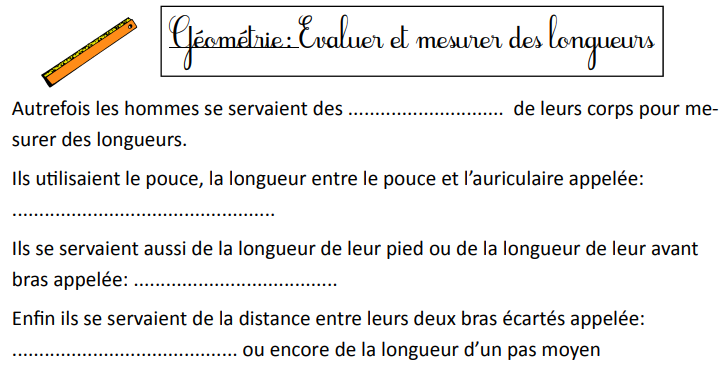 Géométrie: Evaluer et mesurer des longueurs
Autrefois les hommes se servaient des ............................. de leurs corps pour me-
surer des longueurs.
Ils utilisaient le pouce, la longueur entre le pouce et l’auriculaire appelée:
.................................................
Ils se servaient aussi de la longueur de leur pied ou de la longueur de leur avant
bras appelée: ......................................
Enfin ils se servaient de la distance entre leurs deux bras écartés appelée:
.......................................... ou encore de la longueur d’un pas moyen